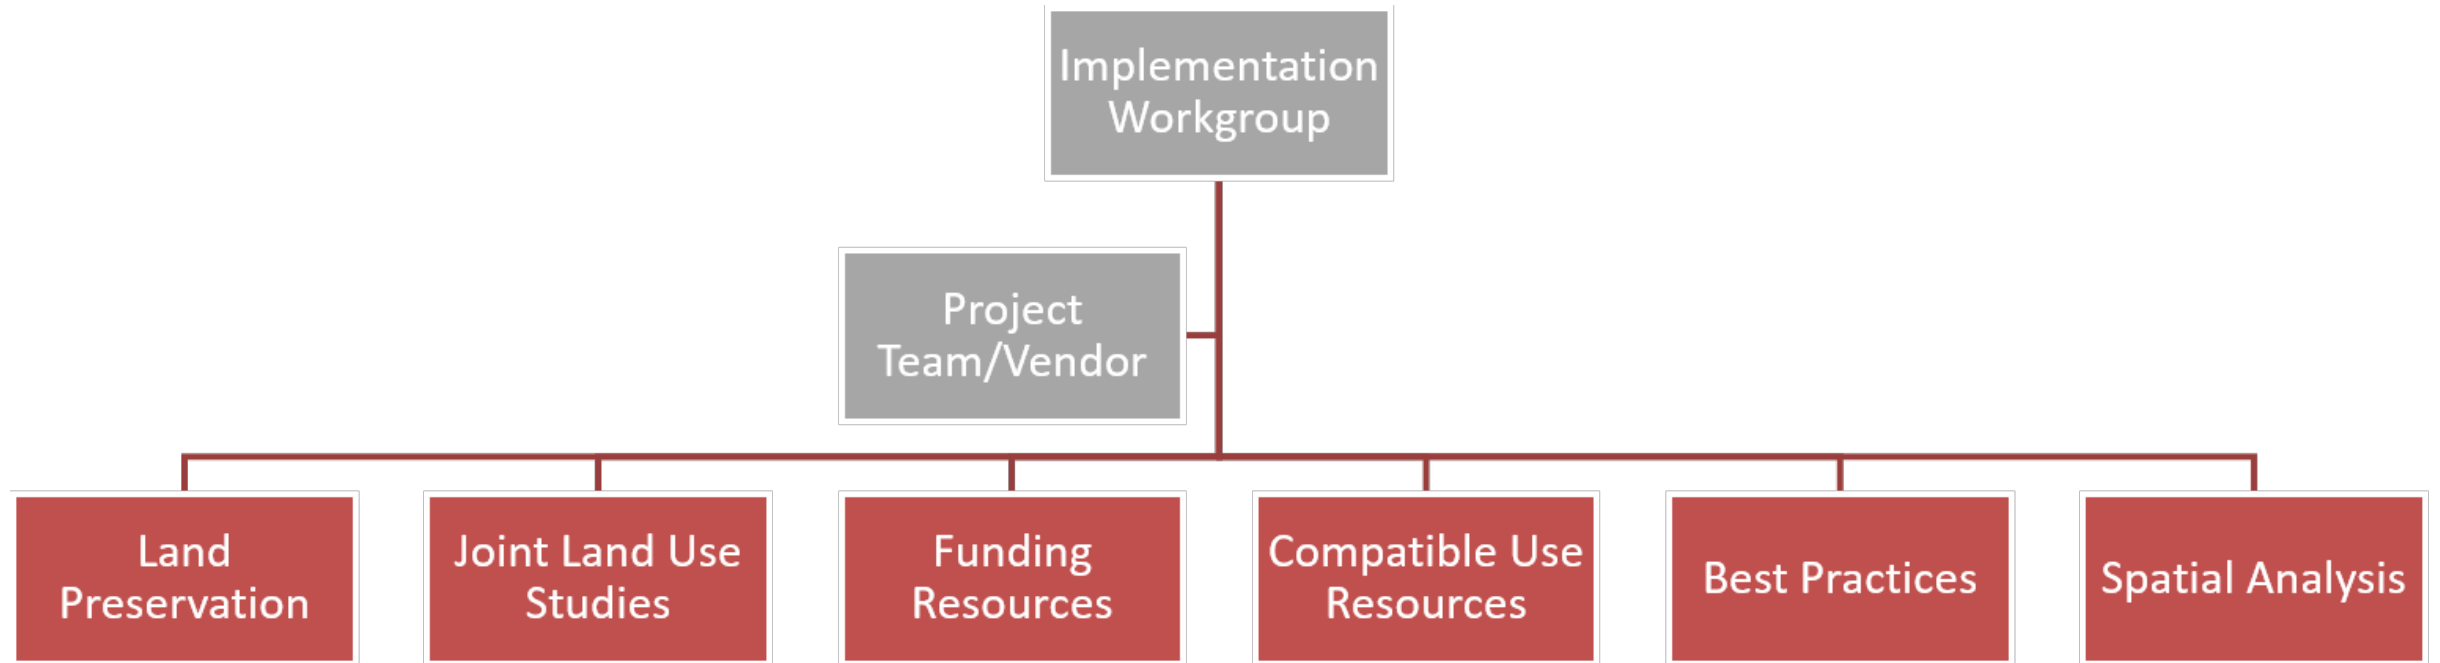 Implementation
Workgroup
Project
Team/Vendor
Land
Preservation
Joint Land Use
Studies
Funding
Resources
Compatible Use
Resources
Best Practices
Spatial Analysis